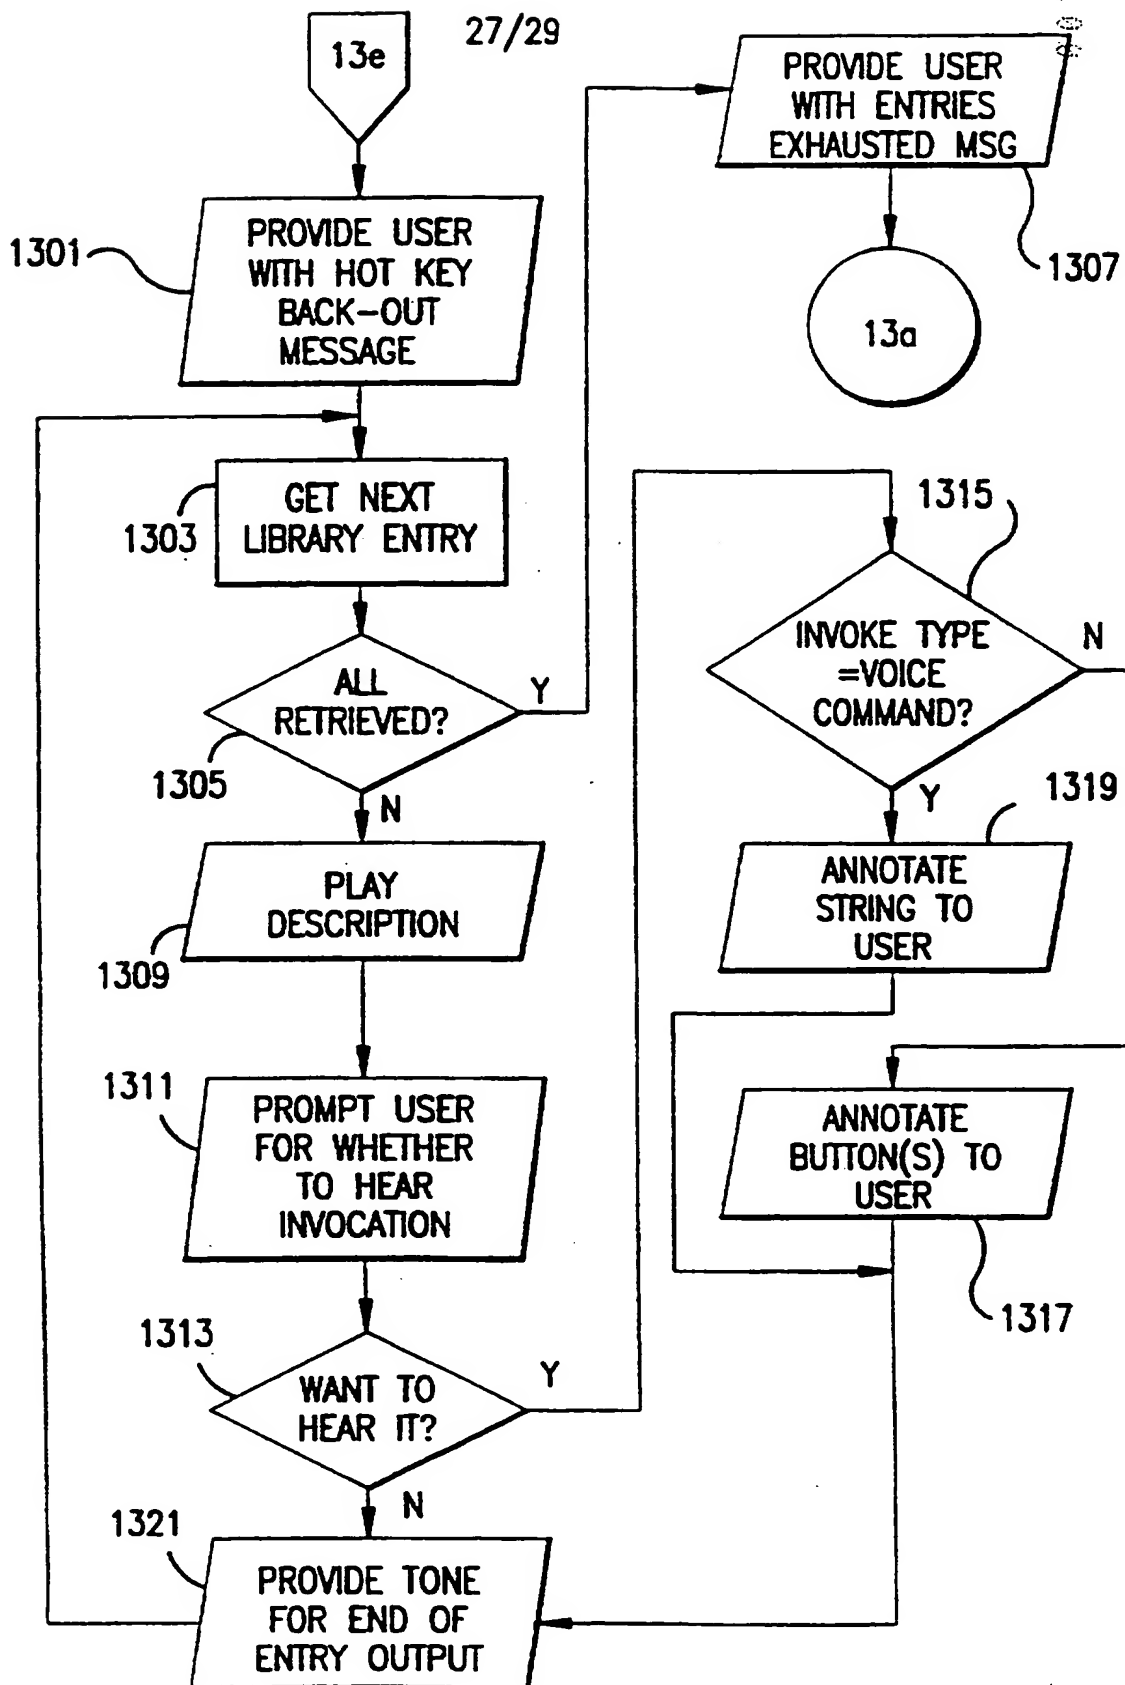 27/29
13e
PROVIDE USER
WITH HOT KEY
BACK-OUT
MESSAGE
1301
GET NEXT
LIBRARY ENTRY
1303
ALL
RETRIEVED?
Y
1305
N
PLAY
DESCRIPTION
1309
1311
PROMPT USER
FOR WHETHER
TO HEAR
INVOCATION
1313
WANT TO
HEAR IT?
Y
N
1321
PROVIDE TONE
FOR END OF
ENTRY OUTPUT
PROVIDE USER
WITH ENTRIES
EXHAUSTED MSG
1307
13a
1315
INVOKE TYPE
=VOICE
COMMAND?
N
Y
1319
ANNOTATE
STRING TO
USER
ANNOTATE
BUTTON(S) TO
USER
1317